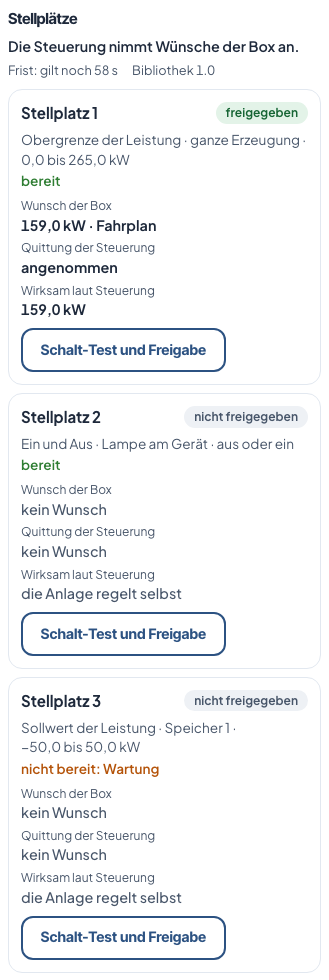 Stellplätze
Die Steuerung nimmt Wünsche der Box an.
Frist: gilt noch 58 s Bibliothek 1.0
Stellplatz 1 freigegeben
Obergrenze der Leistung · ganze Erzeugung ·
0,0 bis 265,0 kW
bereit
Wunsch der Box
159,0 kW · Fahrplan
Quittung der Steuerung
angenommen
Wirksam laut Steuerung
159,0 kW
Schalt-Test und Freigabe
Stellplatz 2 nicht freigegeben
Ein und Aus · Lampe am Gerät · aus oder ein
bereit
Wunsch der Box
kein Wunsch
Quittung der Steuerung
kein Wunsch
Wirksam laut Steuerung
die Anlage regelt selbst
Schalt-Test und Freigabe
Stellplatz 3 nicht freigegeben
Sollwert der Leistung · Speicher 1 ·
−50,0 bis 50,0 kW
nicht bereit: Wartung
Wunsch der Box
kein Wunsch
Quittung der Steuerung
kein Wunsch
Wirksam laut Steuerung
die Anlage regelt selbst
Schalt-Test und Freigabe